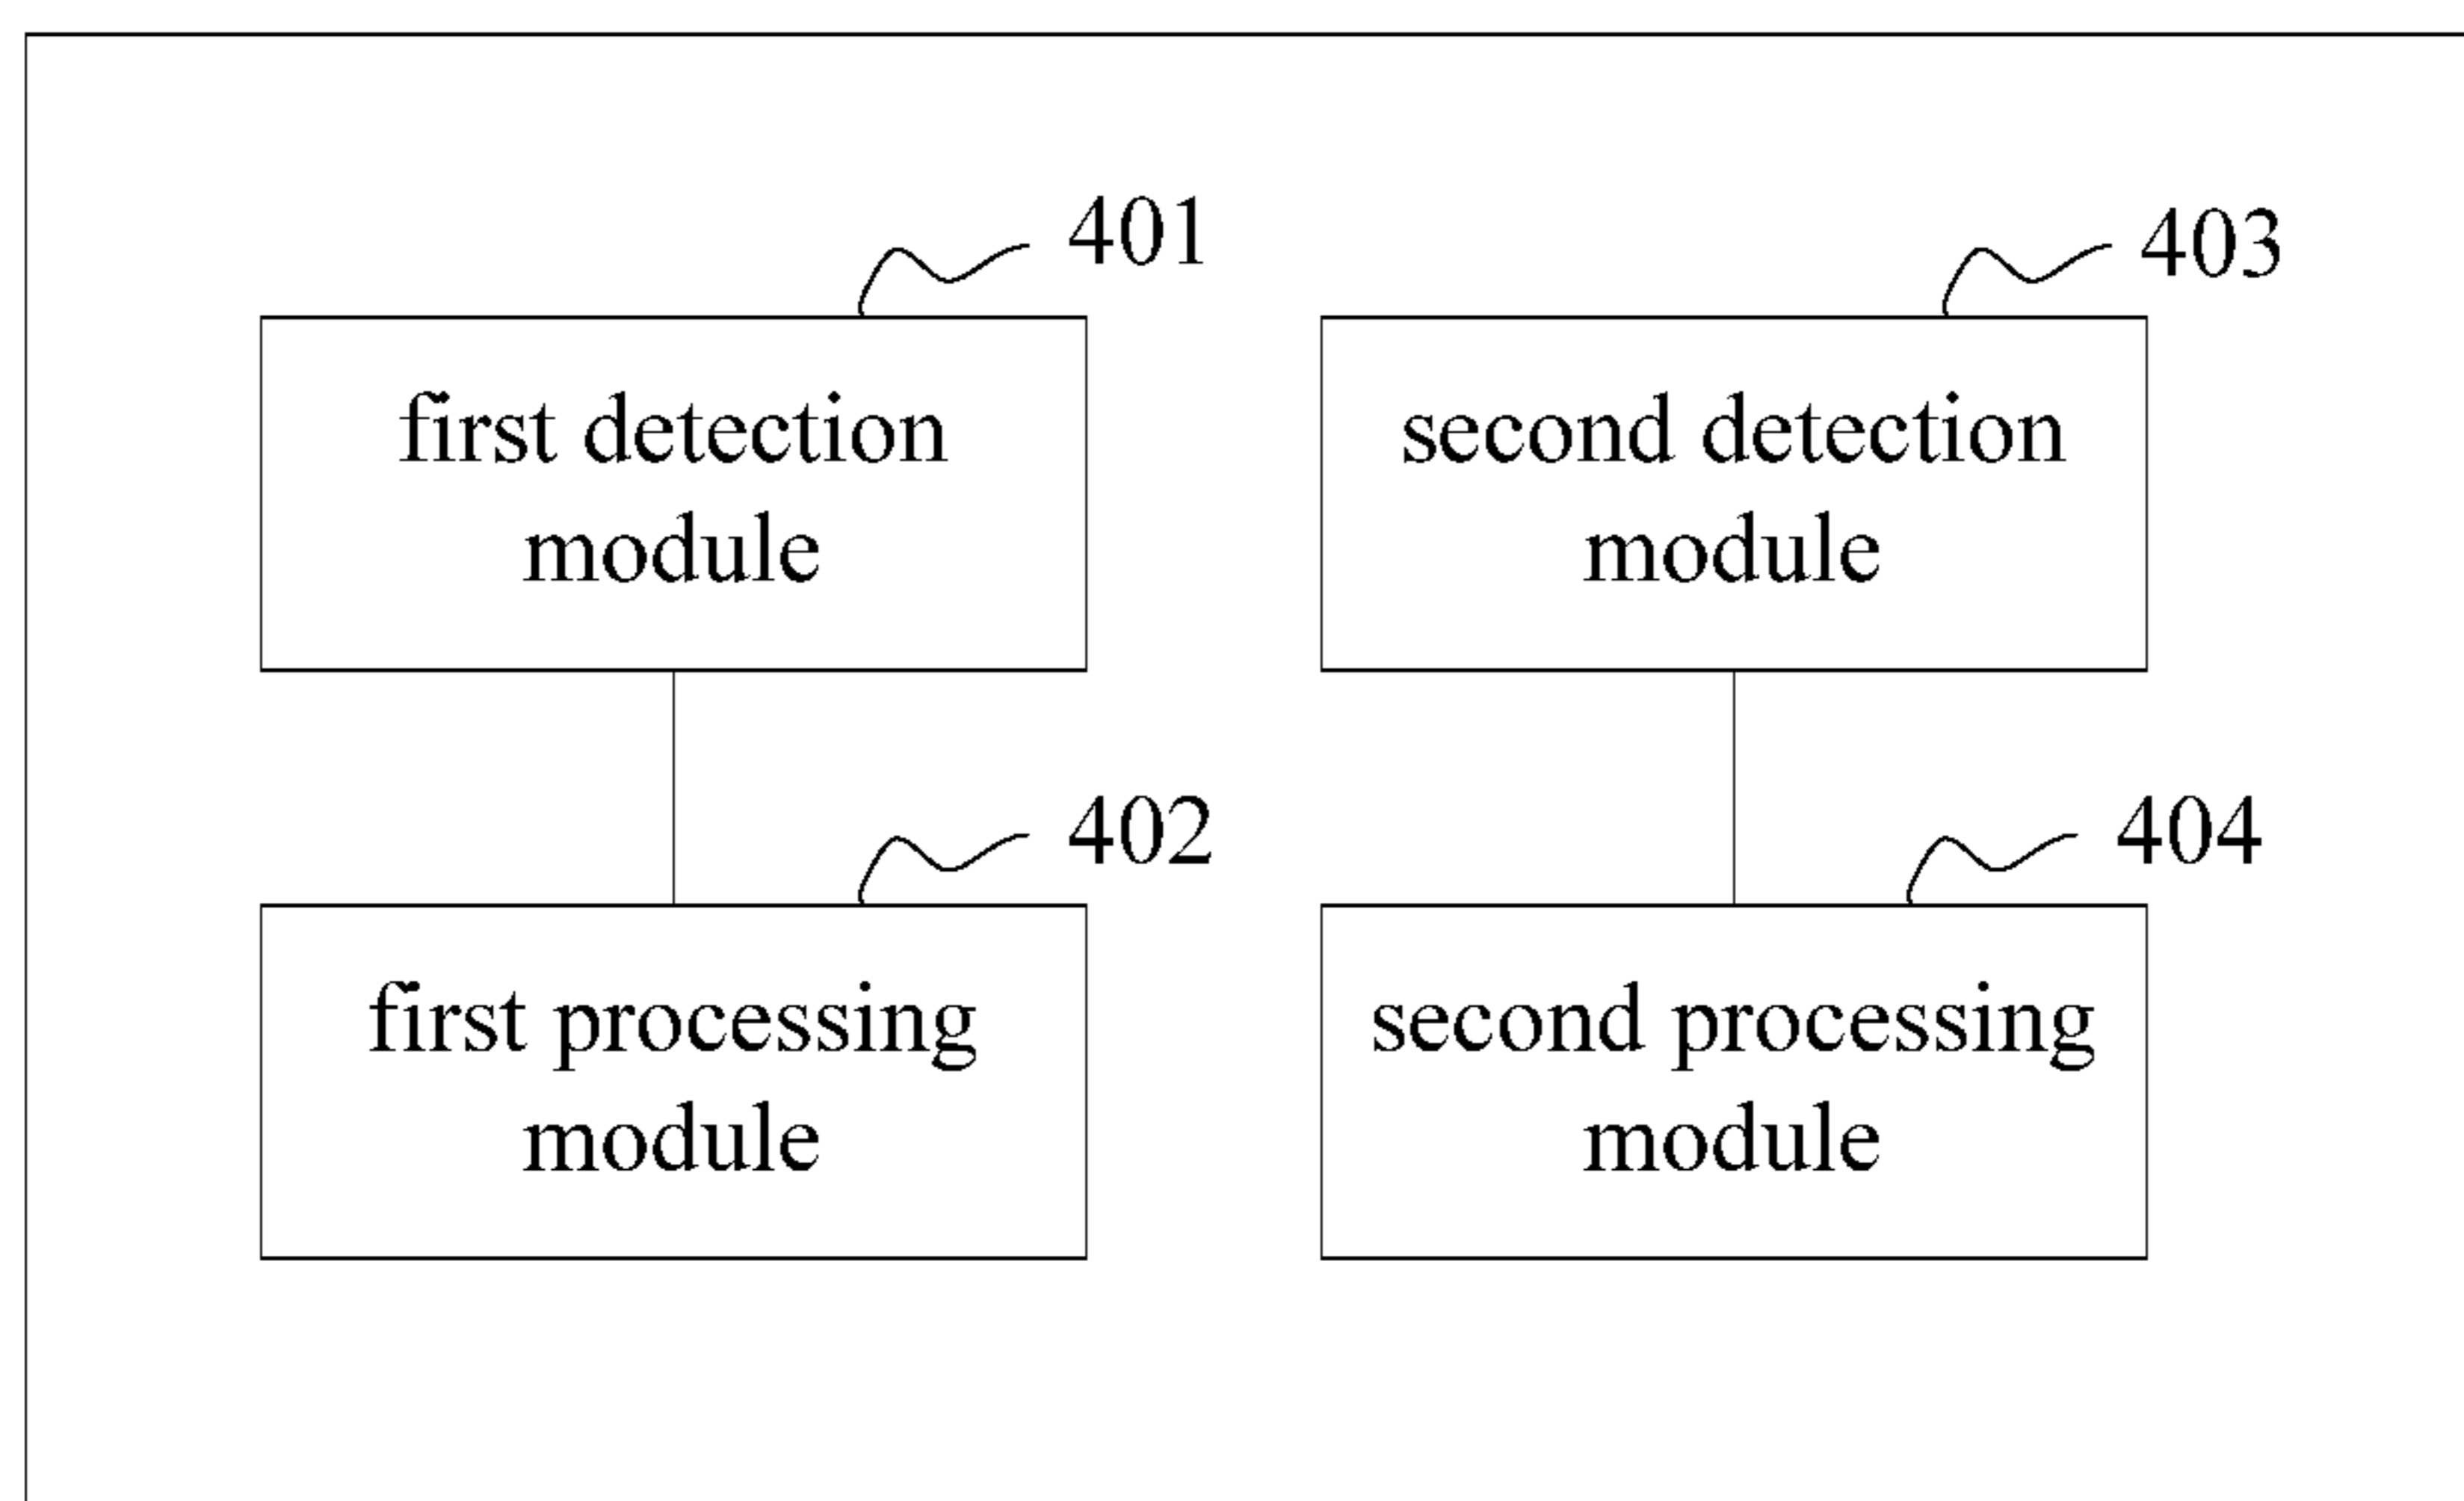 401
first detection
module
403
second detection
module
402
first processing
module
404
second processing
module